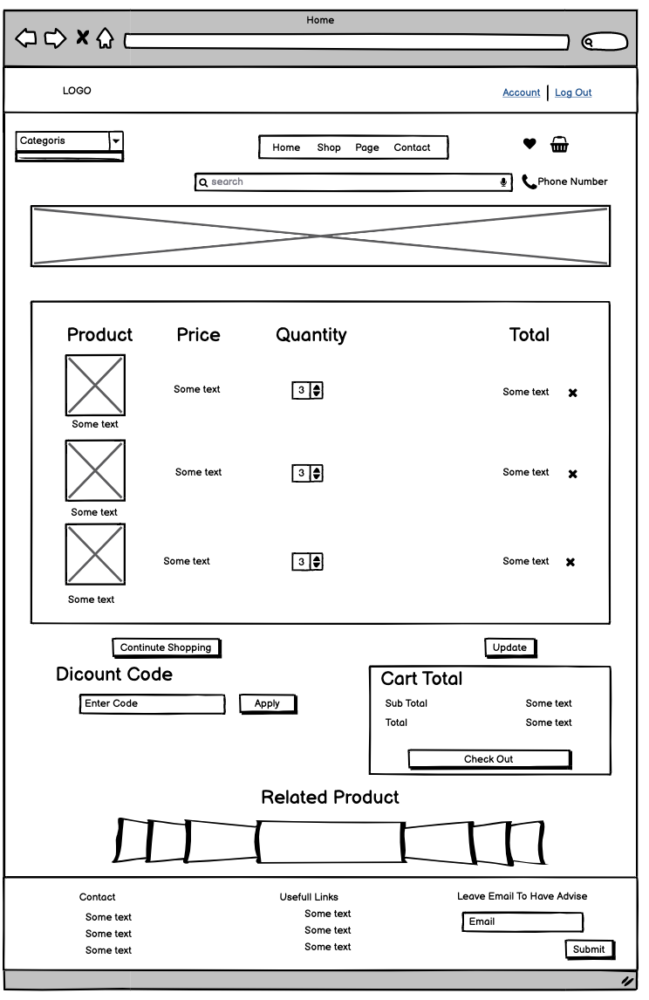 Home
LOGO
Account
Log Out
Categoris
Home Shop Page Contact
search
Phone Number
Product Price Quantity Total
Some text 3 Some text
Some text
Some text 3 Some text
Some text
Some text 3 Some text
Some text
Continute Shopping
Update
Dicount Code
Enter Code
Apply
Cart Total
Sub Total Some text
Total Some text
Check Out
Related Product
Contact
Some text
Some text
Some text
Usefull Links
Some text
Some text
Some text
Leave Email To Have Advise
Email
Submit